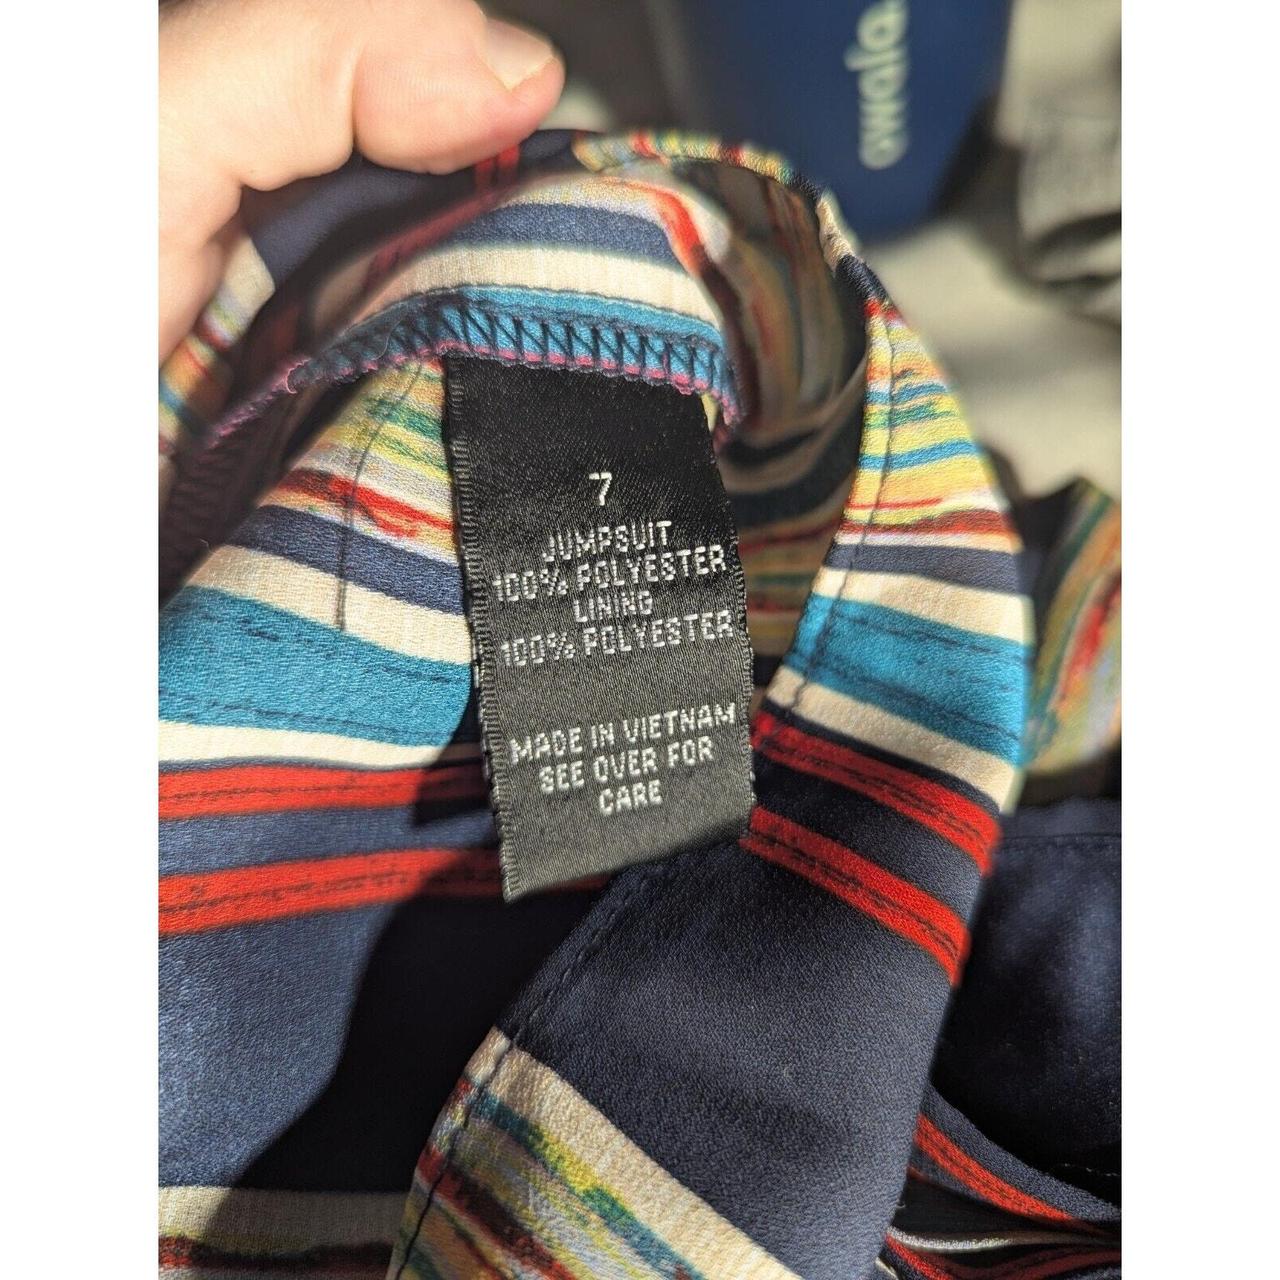 owala.
7
JUMPSUIT
100% POLYESTER
LINING
100% POLYESTER
MADE IN VIETNAM
SEE OVER FOR
CARE